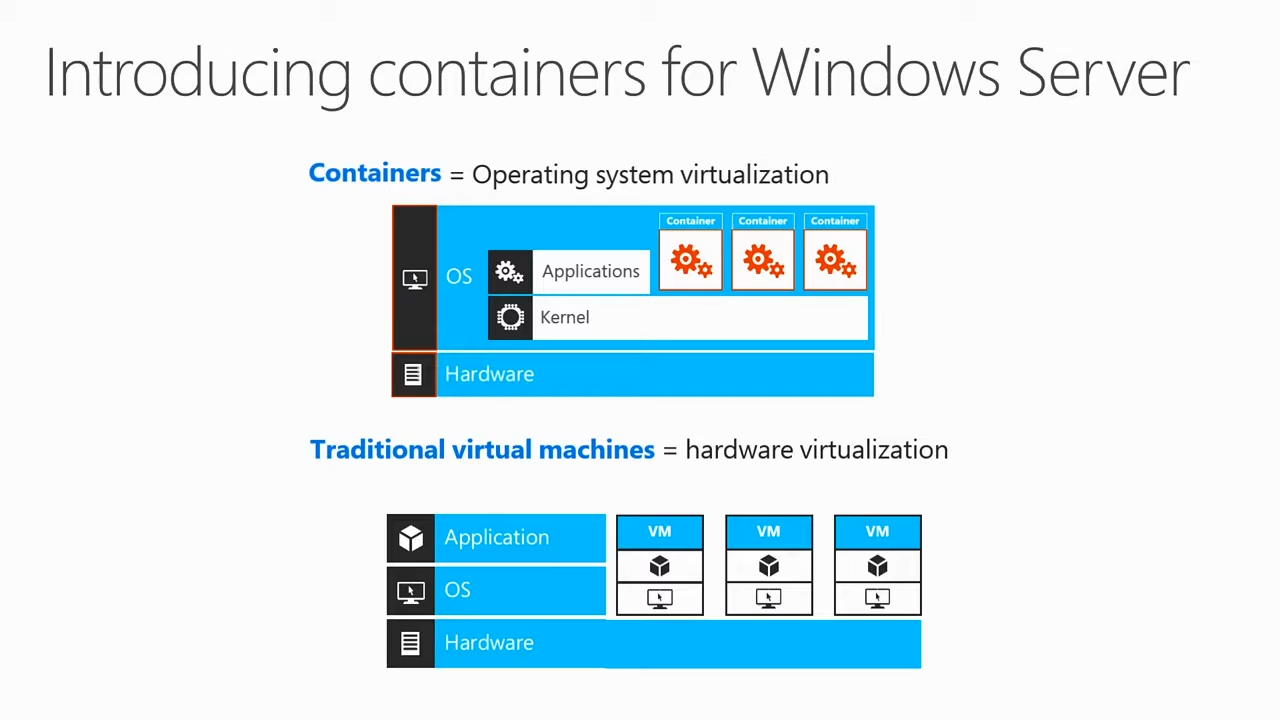 Introducing containers for Windows Server
Containers = Operating system virtualization
Container Container Container
OS
Applications
Kernel
Hardware
Traditional virtual machines = hardware virtualization
Application
VM VM VM
OS
Hardware